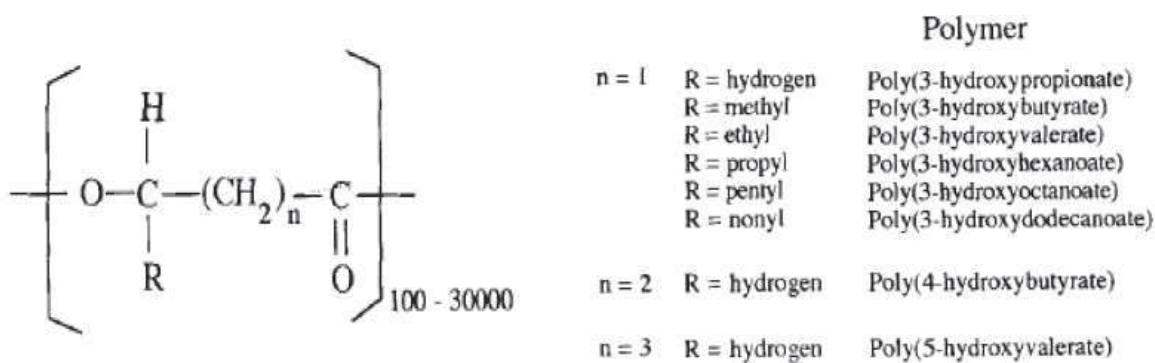 H
O–C–(CH2)n–C
R
O
100 - 30000
Polymer
n = 1 R = hydrogen Poly(3-hydroxypropionate)
R = methyl Poly(3-hydroxybutyrate)
R = ethyl Poly(3-hydroxyvalerate)
R = propyl Poly(3-hydroxyhexanoate)
R = pentyl Poly(3-hydroxyoctanoate)
R = nonyl Poly(3-hydroxydodecanoate)
n = 2 R = hydrogen Poly(4-hydroxybutyrate)
n = 3 R = hydrogen Poly(5-hydroxyvalerate)